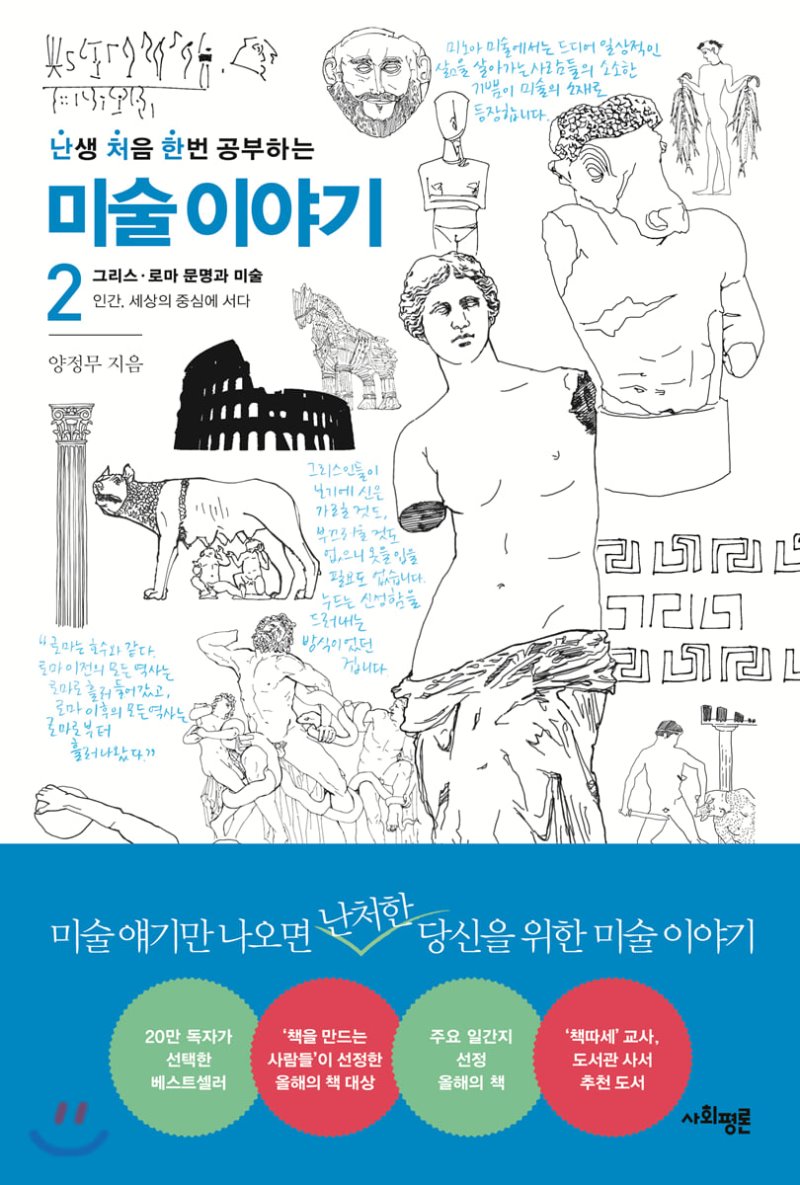 난생 처음 한번 공부하는
미술 이야기
2
그리스·로마 문명과 미술
인간, 세상의 중심에 서다
양정무 지음
미노아 미술에서는 드디어 일상적인
삶을 살아가는 사람들의 소소한
기쁨이 미술의 소재로
등장합니다.
그리스인들이
보기에 신은
가릴 것도,
부끄러울 것도
없으니 옷을 입을
필요도 없습니다.
누드는 신성함을
드러내는
방식이었던
겁니다.
“로마는 호수와 같다.
로마 이전의 모든 역사는
로마로 흘러 들어갔고,
로마 이후의 모든 역사는
로마로부터
흘러나왔다.”
미술 얘기만 나오면 난처한 당신을 위한 미술 이야기
20만 독자가
선택한
베스트셀러
‘책을 만드는
사람들’이 선정한
올해의 책 대상
주요 일간지
선정
올해의 책
‘책따세’ 교사,
도서관 사서
추천 도서
사회평론